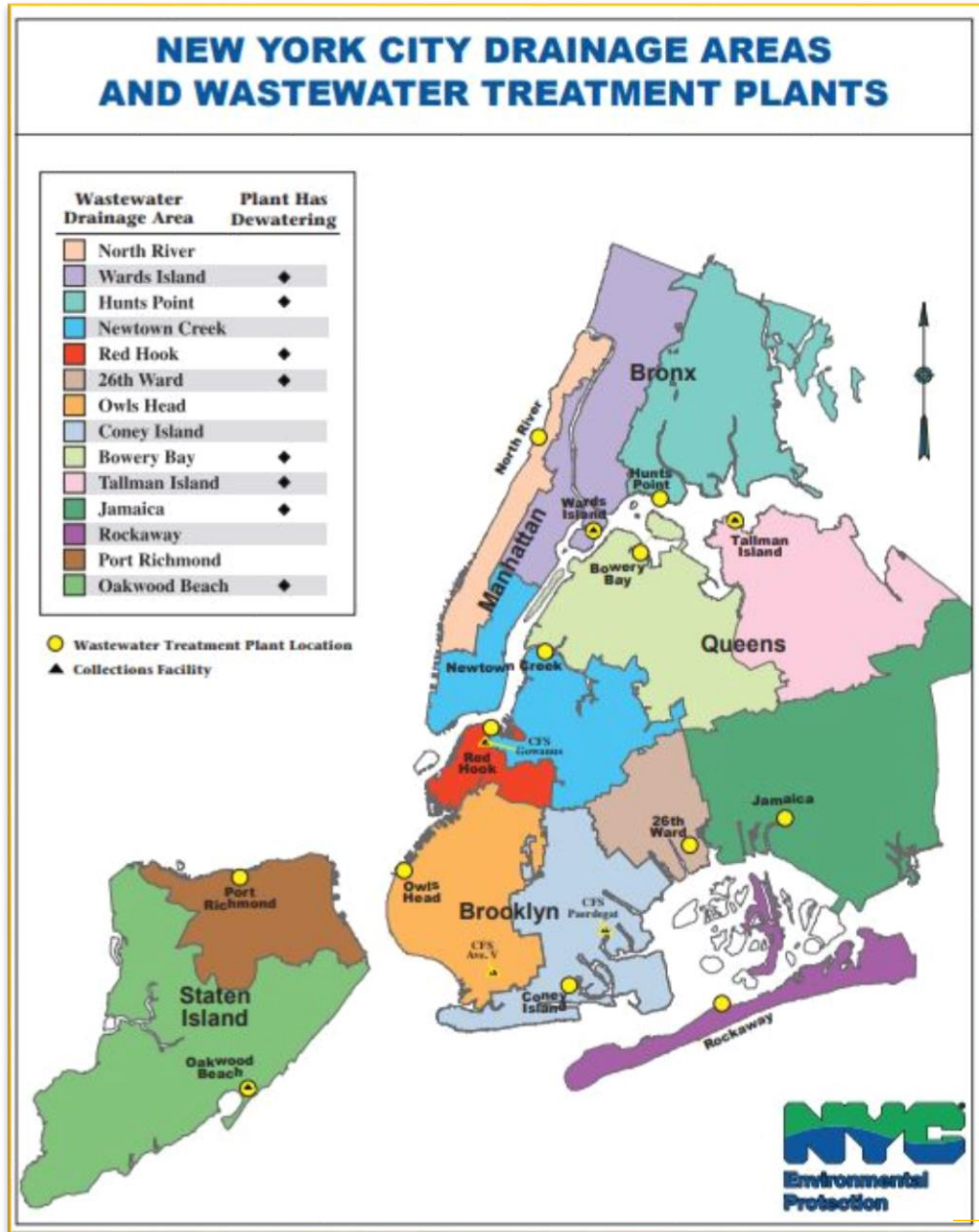 NEW YORK CITY DRAINAGE AREAS
AND WASTEWATER TREATMENT PLANTS
Wastewater Drainage Area
Plant Has Dewatering
North River
Wards Island ◆
Hunts Point ◆
Newtown Creek
Red Hook ◆
26th Ward ◆
Owls Head
Coney Island
Bowery Bay ◆
Tallman Island ◆
Jamaica ◆
Rockaway
Port Richmond
Oakwood Beach ◆
Wastewater Treatment Plant Location
Collections Facility
Bronx
North River
Hunts
Point
Wards
Island
Manhattan
Tallman
Island
Bowery
Bay
Queens
Newtown Creek
CFS
Gowanus
Red
Hook
Jamaica
26th
Ward
Owls
Head
Brooklyn
CFS
Paerdegat
CFS
Ave. V
Coney
Island
Rockaway
Port
Richmond
Staten
Island
Oakwood
Beach
NYC
Environmental
Protection